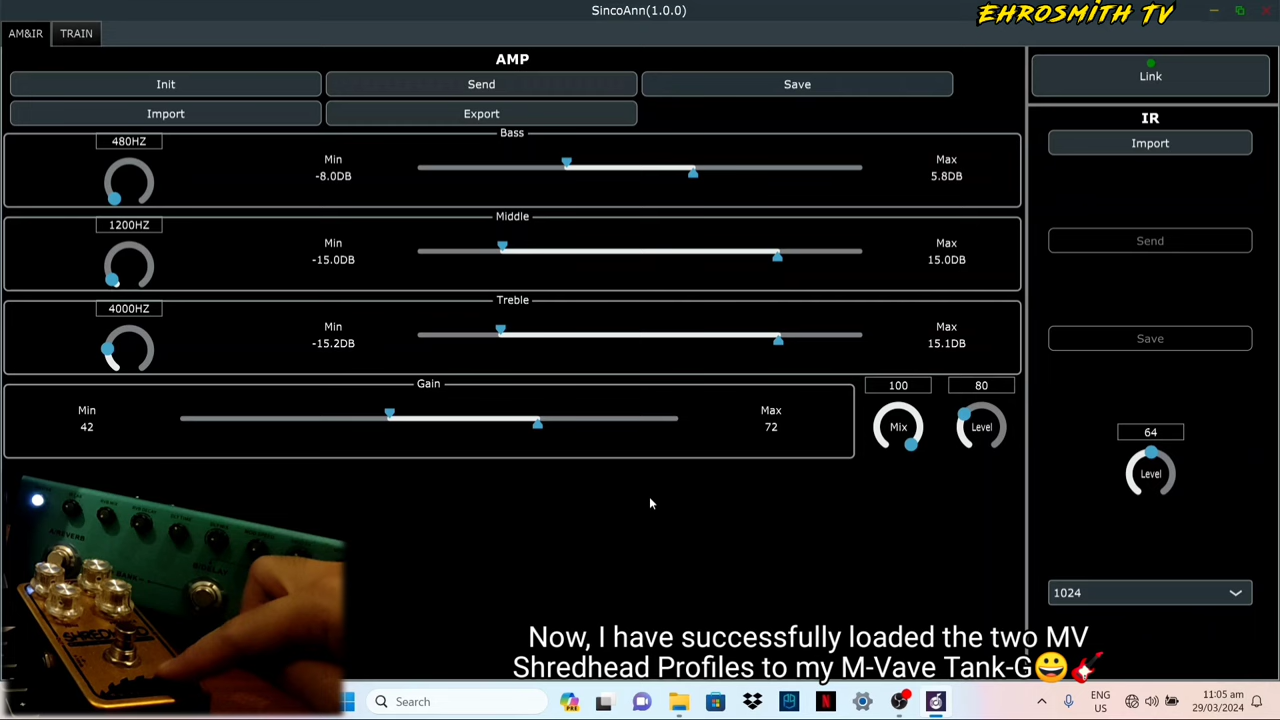 SincoAnn(1.0.0)
EHROSMITH TV
AM&IR
TRAIN
AMP
Init
Send
Save
Import
Export
Link
IR
Import
Send
Save
64
Level
1024
Bass
480HZ
Min
-8.0DB
Max
5.8DB
Middle
1200HZ
Min
-15.0DB
Max
15.0DB
Treble
4000HZ
Min
-15.2DB
Max
15.1DB
Gain
Min
42
Max
72
100
Mix
80
Level
Now, I have successfully loaded the two MV
Shredhead Profiles to my M-Vave Tank-G😀🎸
Search
ENG
US
11:05 am
29/03/2024